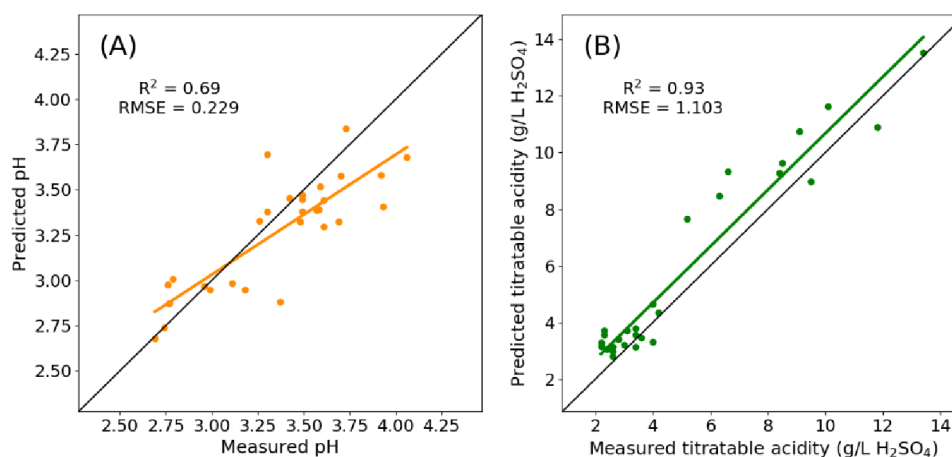 (A)
R² = 0.69
RMSE = 0.229
Predicted pH
4.25
4.00
3.75
3.50
3.25
3.00
2.75
2.50
2.50 2.75 3.00 3.25 3.50 3.75 4.00 4.25
Measured pH
(B)
R² = 0.93
RMSE = 1.103
Predicted titratable acidity (g/L H₂SO₄)
14
12
10
8
6
4
2
2 4 6 8 10 12 14
Measured titratable acidity (g/L H₂SO₄)